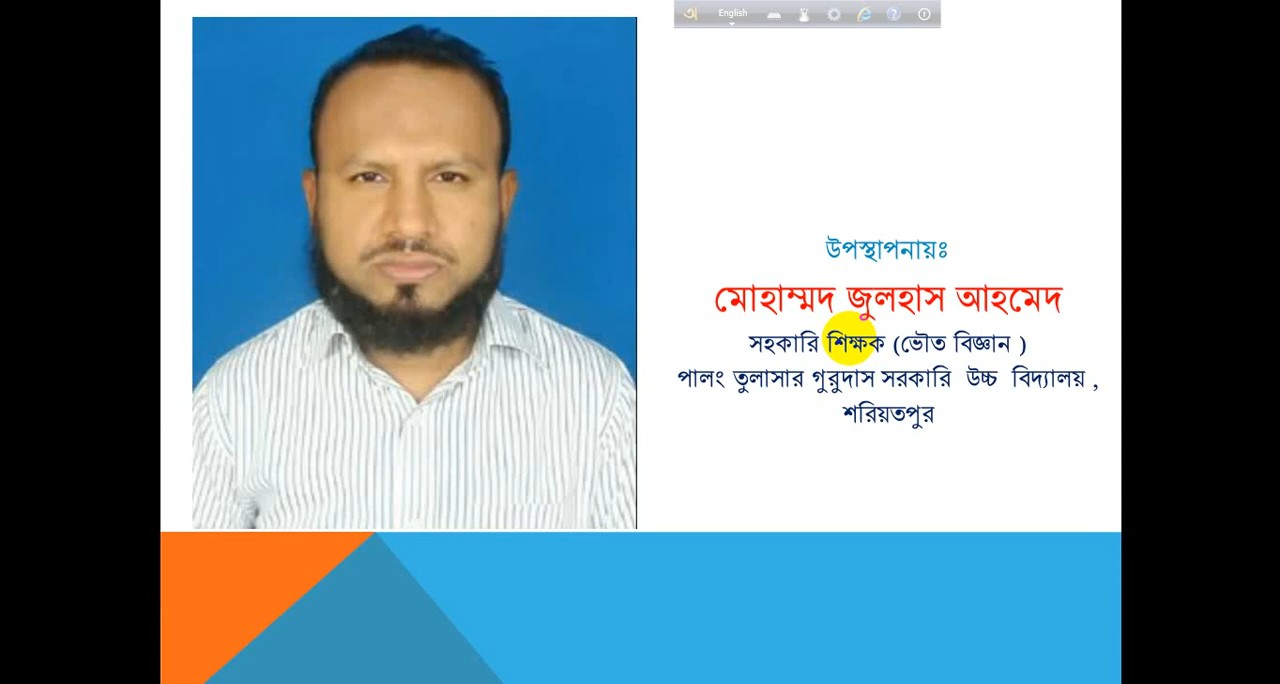 অ English
উপস্থাপনায়ঃ
মোহাম্মদ জুলহাস আহমেদ
সহকারি শিক্ষক (ভৌত বিজ্ঞান )
পালং তুলাসার গুরুদাস সরকারি উচ্চ বিদ্যালয় ,
শরিয়তপুর